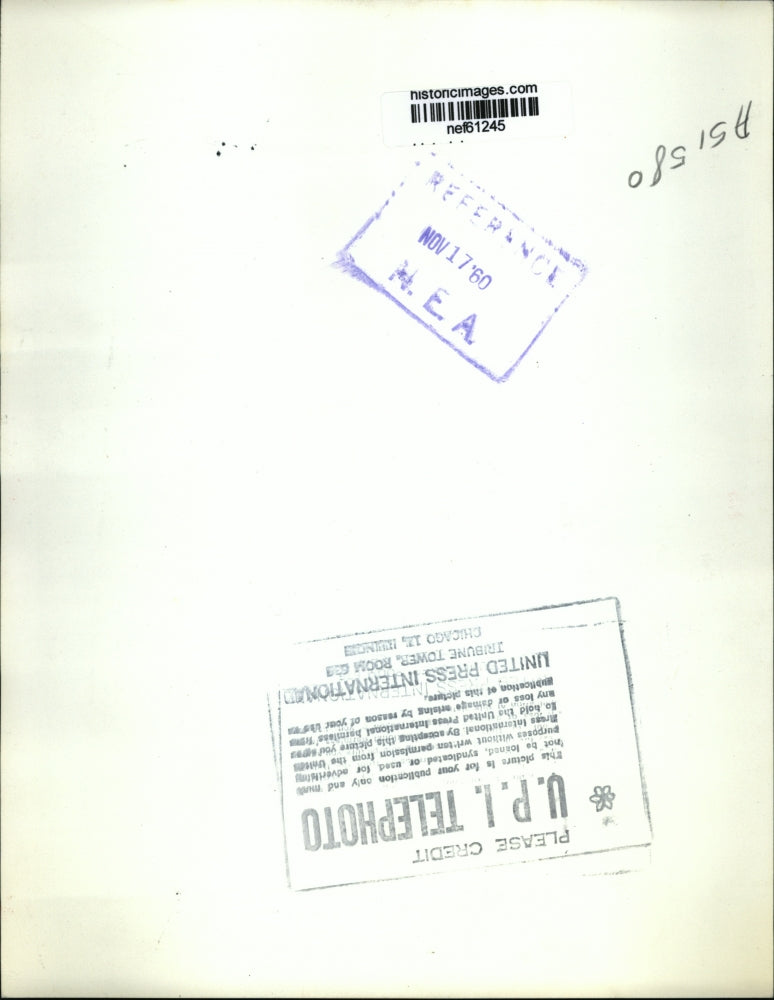 historicimages.com
nef61245
A51580
REFERANCE
NOV 17 '60
N. E. A.
PLEASE CREDIT
U. P. I. TELEPHOTO
This picture is for your publication only and must
not be loaned, syndicated or used for advertising
purposes without written permission from the United
Press International. By accepting this picture you agree
to hold the United Press International harmless from
any loss or damage arising by reason of your use or
publication of this picture.
UNITED PRESS INTERNATIONAL
TRIBUNE TOWER, ROOM
CHICAGO ILLINOIS